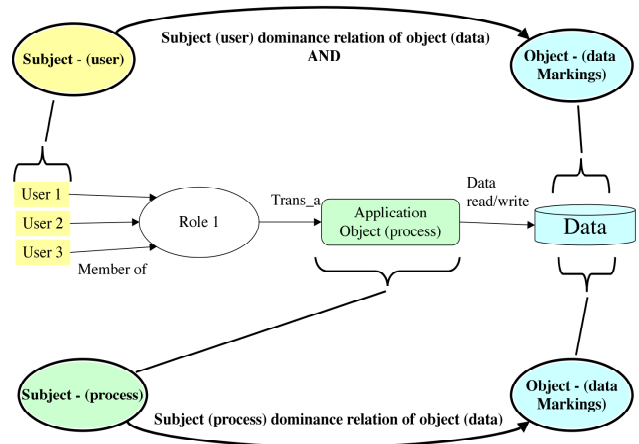 Subject (user) dominance relation of object (data)
AND
Subject - (user)
Object - (data
Markings)
User 1
User 2
User 3
Member of
Role 1
Trans_a
Application
Object (process)
Data
read/write
Data
Subject - (process)
Object - (data
Markings)
Subject (process) dominance relation of object (data)